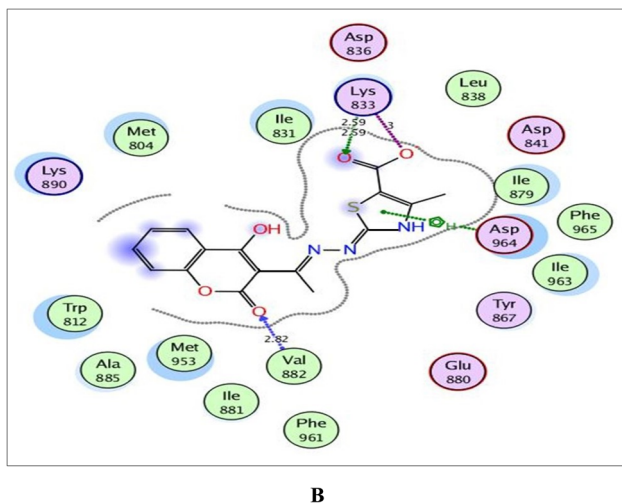 Asp
836
Lys
833
Leu
838
Ile
831
Met
804
2.59
2.59
3
Asp
841
Lys
890
O
O
Ile
879
S
OH
NH
H
Asp
964
Phe
965
N
N
Ile
963
O
O
Tyr
867
Trp
812
2.82
Met
953
Val
882
Ala
885
Glu
880
Ile
881
Phe
961
B